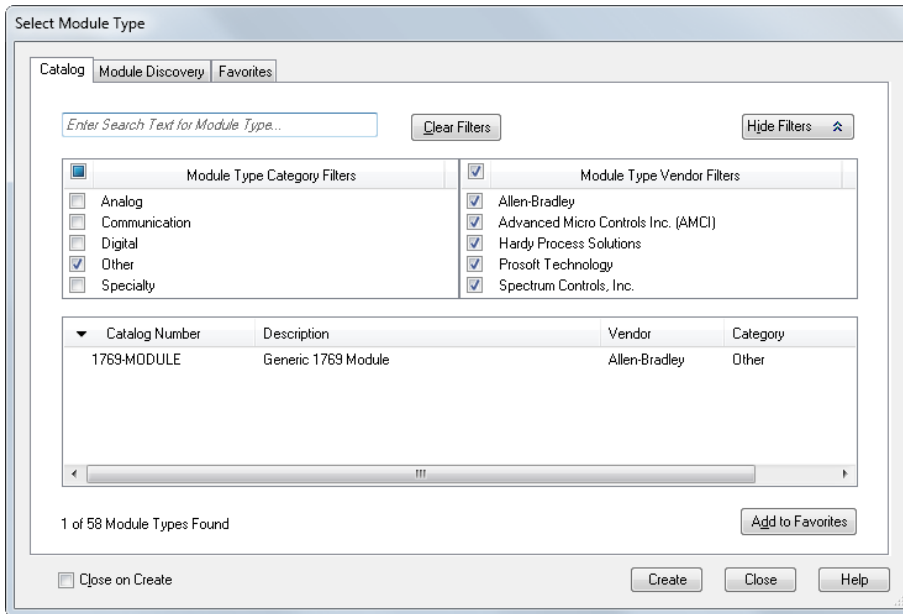 Select Module Type
Catalog Module Discovery Favorites
Enter Search Text for Module Type...
Clear Filters
Hide Filters
Module Type Category Filters
Analog
Communication
Digital
Other
Specialty
Module Type Vendor Filters
Allen-Bradley
Advanced Micro Controls Inc. (AMCI)
Hardy Process Solutions
Prosoft Technology
Spectrum Controls, Inc.
Catalog Number Description Vendor Category
1769-MODULE Generic 1769 Module Allen-Bradley Other
1 of 58 Module Types Found
Add to Favorites
Close on Create
Create
Close
Help